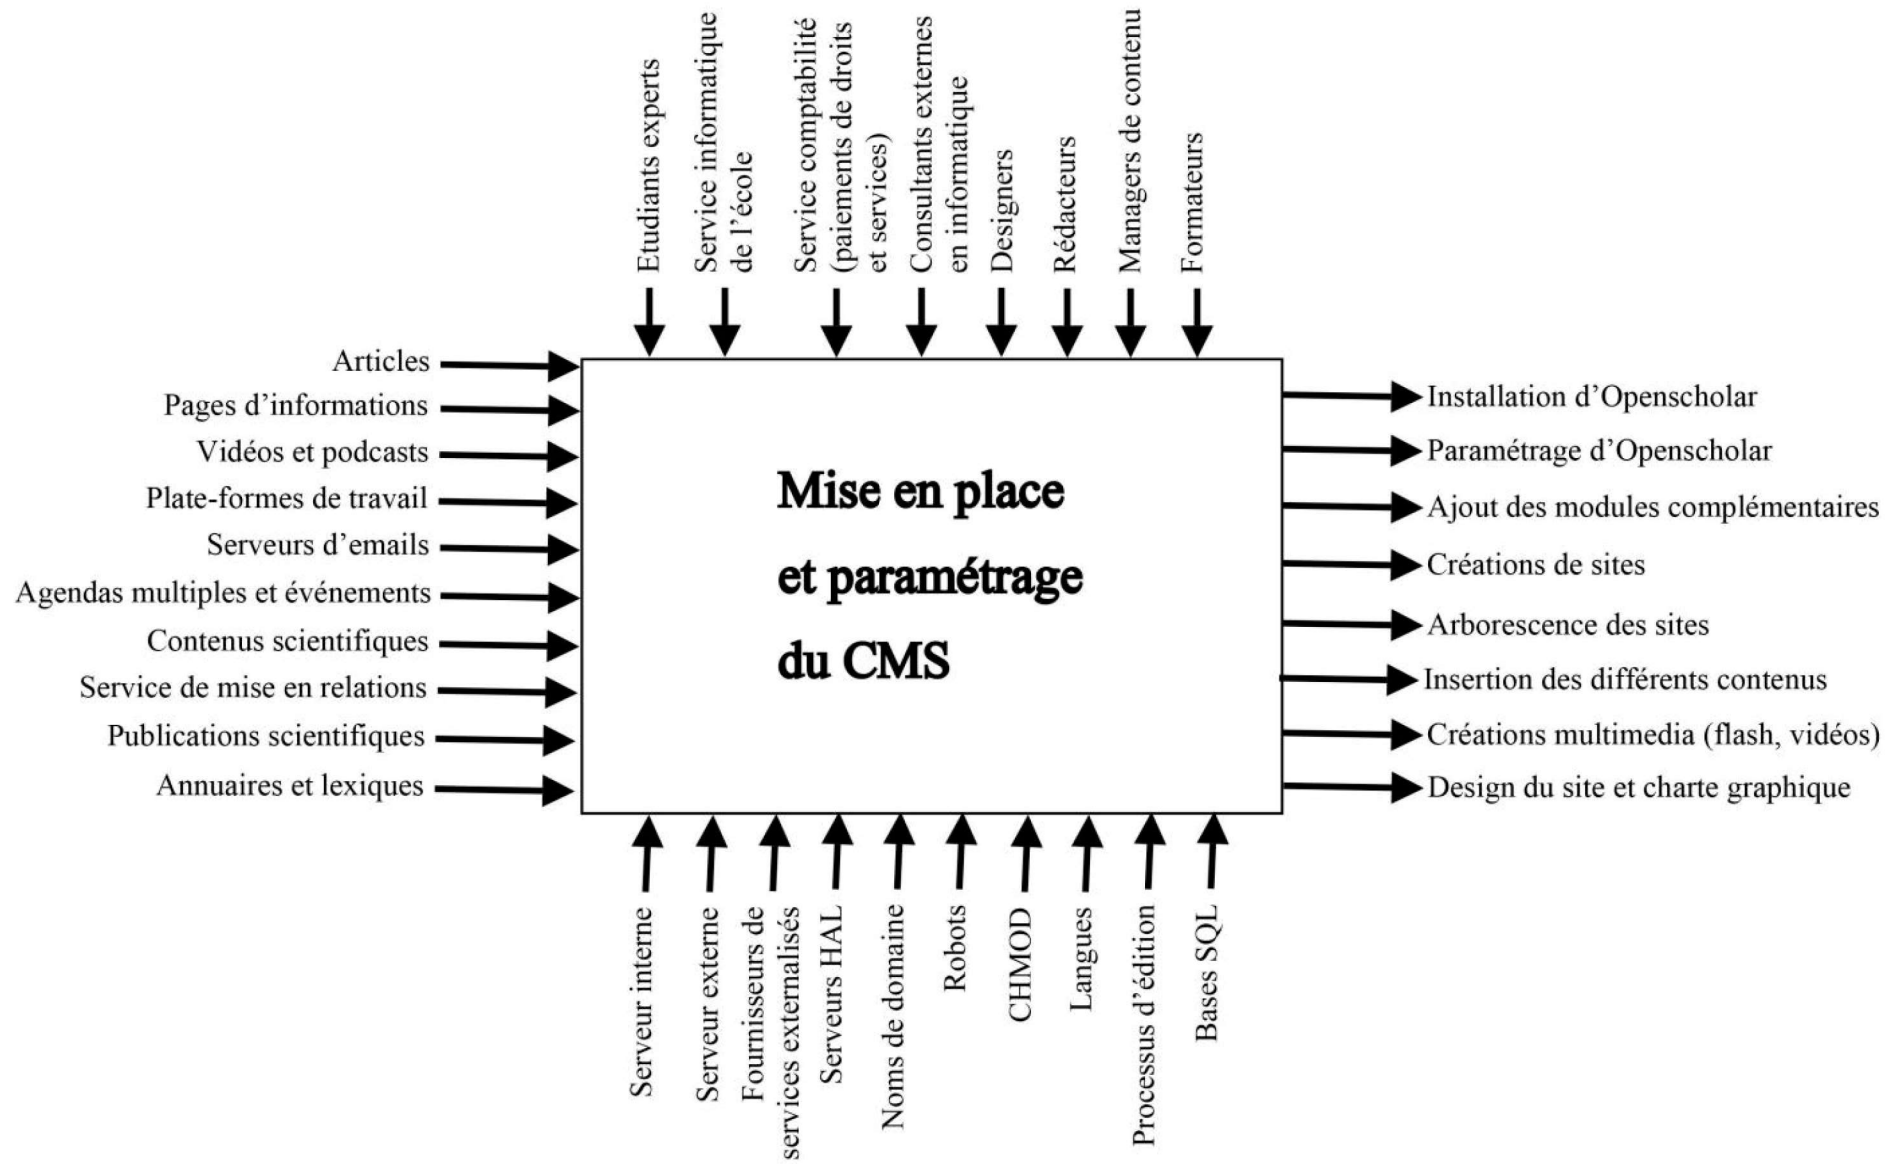 Etudiants experts
Service informatique
de l’école
Service comptabilité
(paiements de droits
et services)
Consultants externes
en informatique
Designers
Rédacteurs
Managers de contenu
Formateurs
Articles
Pages d’informations
Vidéos et podcasts
Plate-formes de travail
Serveurs d’emails
Agendas multiples et événements
Contenus scientifiques
Service de mise en relations
Publications scientifiques
Annuaires et lexiques
Mise en place
et paramétrage
du CMS
Installation d’Openscholar
Paramétrage d’Openscholar
Ajout des modules complémentaires
Créations de sites
Arborescence des sites
Insertion des différents contenus
Créations multimedia (flash, vidéos)
Design du site et charte graphique
Serveur interne
Serveur externe
Fournisseurs de
services externalisés
Serveurs HAL
Noms de domaine
Robots
CHMOD
Langues
Processus d’édition
Bases SQL